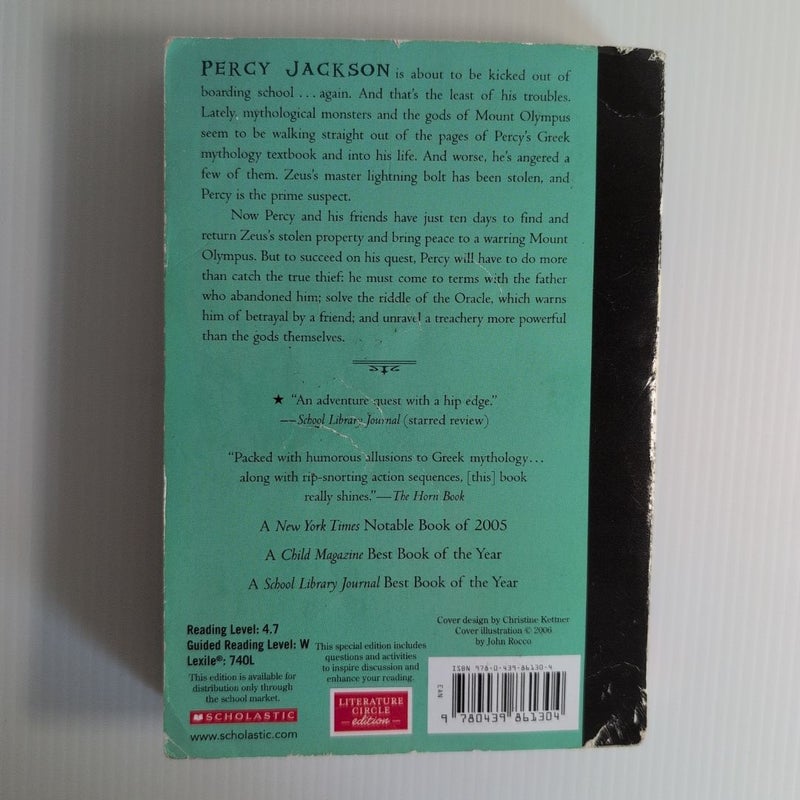 PERCY JACKSON is about to be kicked out of
boarding school . . . again. And that's the least of his troubles.
Lately, mythological monsters and the gods of Mount Olympus
seem to be walking straight out of the pages of Percy's Greek
mythology textbook and into his life. And worse, he's angered a
few of them. Zeus's master lightning bolt has been stolen, and
Percy is the prime suspect.
Now Percy and his friends have just ten days to find and
return Zeus's stolen property and bring peace to a warring Mount
Olympus. But to succeed on his quest, Percy will have to do more
than catch the true thief: he must come to terms with the father
who abandoned him; solve the riddle of the Oracle, which warns
him of betrayal by a friend; and unravel a treachery more powerful
than the gods themselves.
★ "An adventure quest with a hip edge."
—School Library Journal (starred review)
"Packed with humorous allusions to Greek mythology . . .
along with rip-snorting action sequences, [this] book
really shines."—The Horn Book
A New York Times Notable Book of 2005
A Child Magazine Best Book of the Year
A School Library Journal Best Book of the Year
Reading Level: 4.7
Guided Reading Level: W
Lexile®: 740L
This edition is available for
distribution only through
the school market.
SCHOLASTIC
www.scholastic.com
This special edition includes
questions and activities
to inspire discussion and
enhance your reading.
LITERATURE
CIRCLE
edition
Cover design by Christine Kettner
Cover illustration © 2006
by John Rocco
ISBN 978-0-439-86130-4
EAN
9 780439 861304